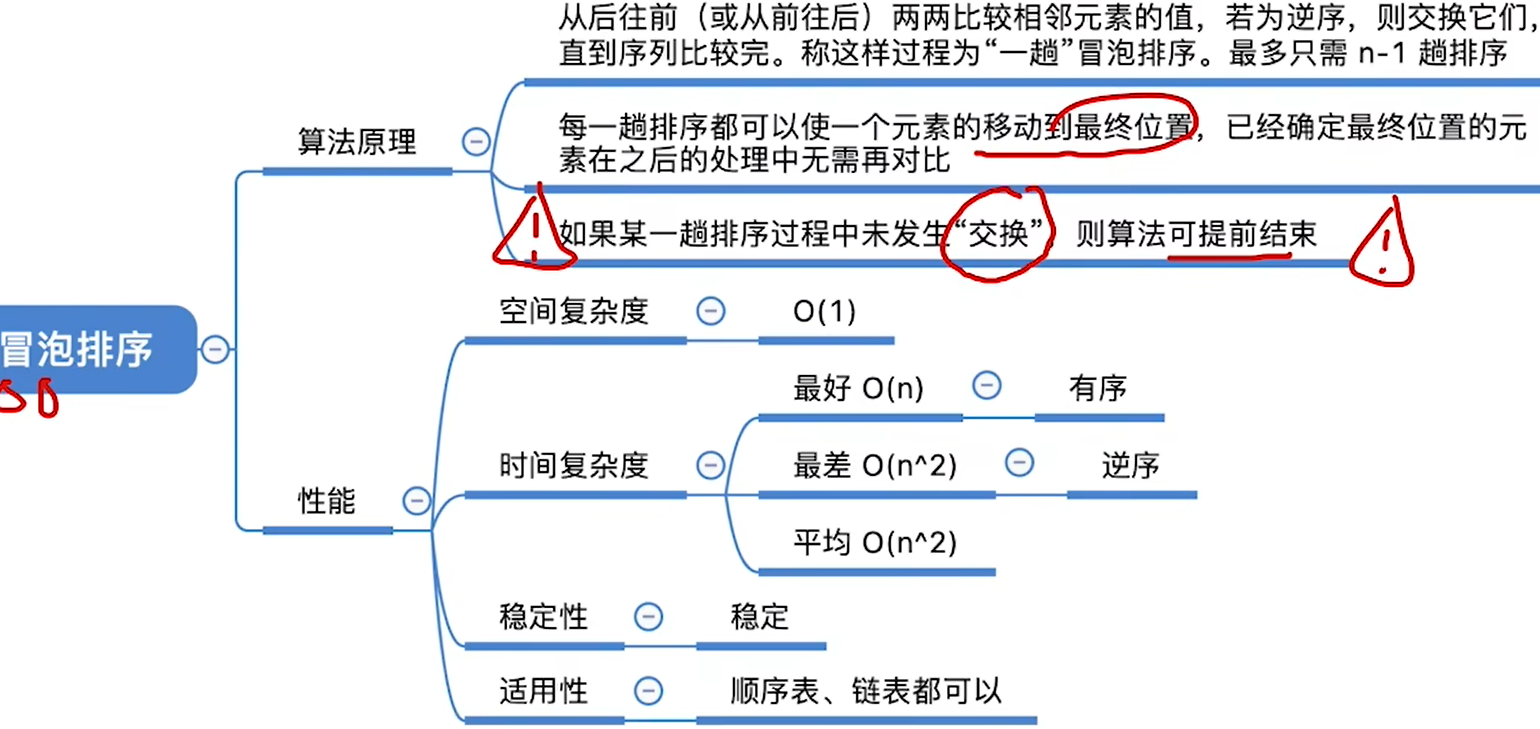 从后往前（或从前往后）两两比较相邻元素的值，若为逆序，则交换它们，
直到序列比较完。称这样过程为“一趟”冒泡排序。最多只需 n-1 趟排序
算法原理
每一趟排序都可以使一个元素的移动到最终位置，已经确定最终位置的元
素在之后的处理中无需再对比
如果某一趟排序过程中未发生“交换”，则算法可提前结束
冒泡排序
空间复杂度
O(1)
最好 O(n)
有序
时间复杂度
最差 O(n^2)
逆序
性能
平均 O(n^2)
稳定性
稳定
适用性
顺序表、链表都可以